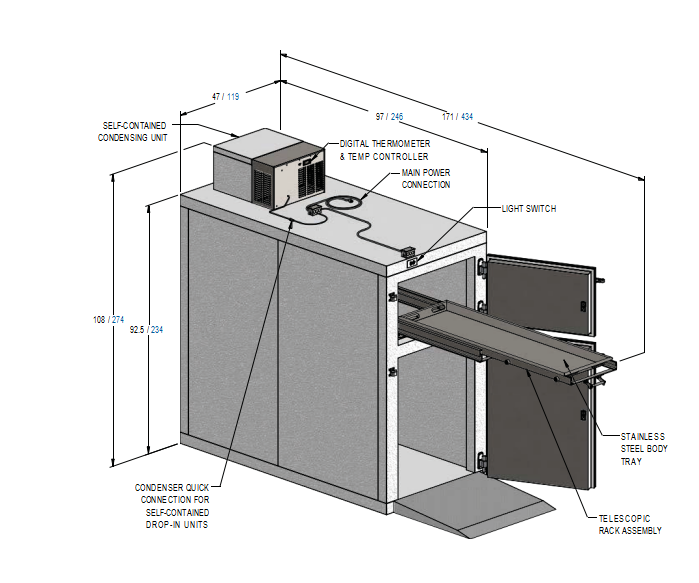 47 / 119
97 / 246
171 / 434
SELF-CONTAINED
CONDENSING UNIT
DIGITAL THERMOMETER
& TEMP CONTROLLER
MAIN POWER
CONNECTION
LIGHT SWITCH
108 / 274
92.5 / 234
STAINLESS
STEEL BODY
TRAY
CONDENSER QUICK
CONNECTION FOR
SELF-CONTAINED
DROP-IN UNITS
TELESCOPIC
RACK ASSEMBLY